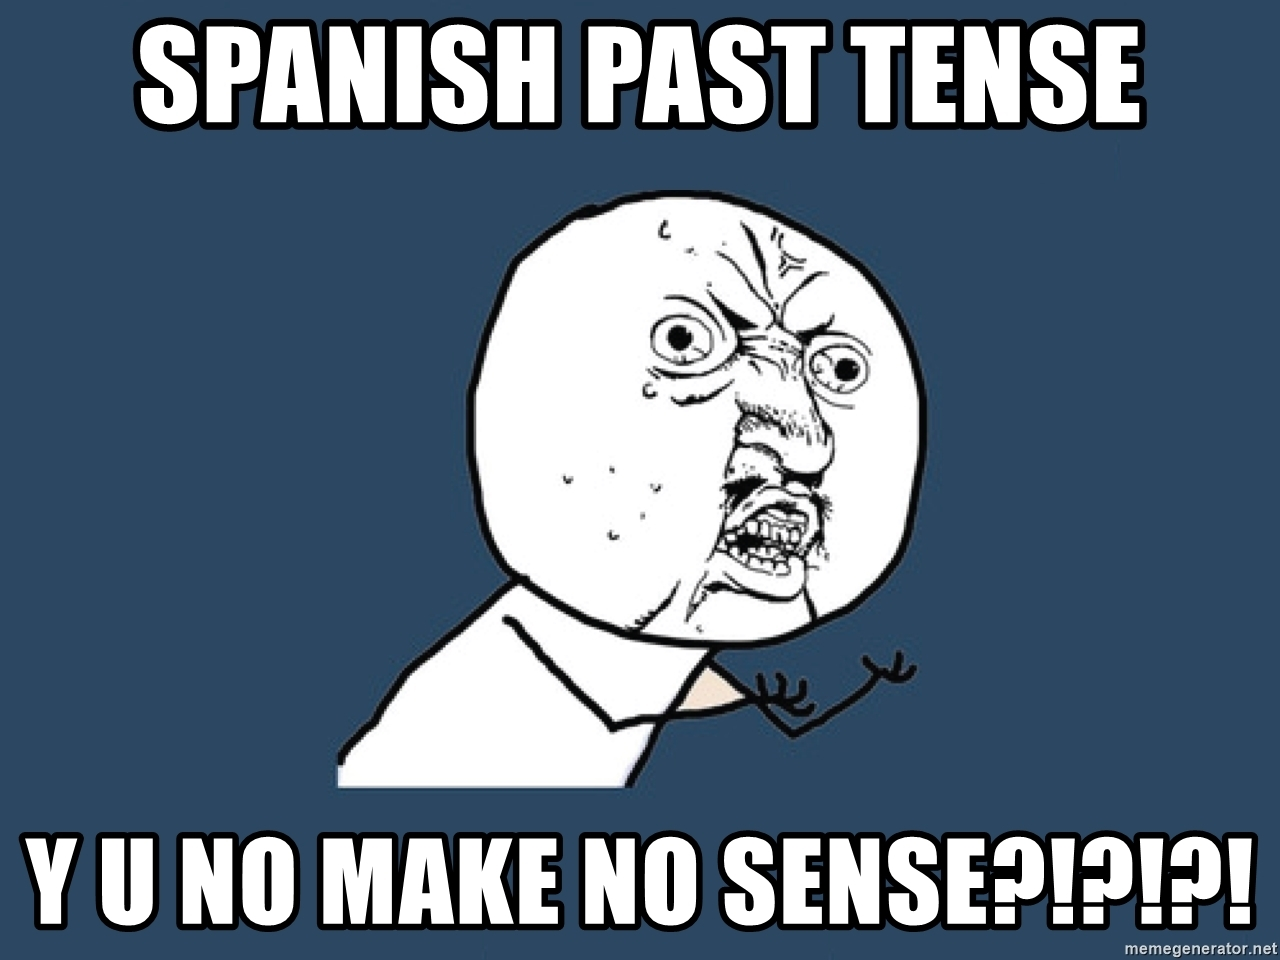 SPANISH PAST TENSE
Y U NO MAKE NO SENSE?!?!?!
memegenerator.net